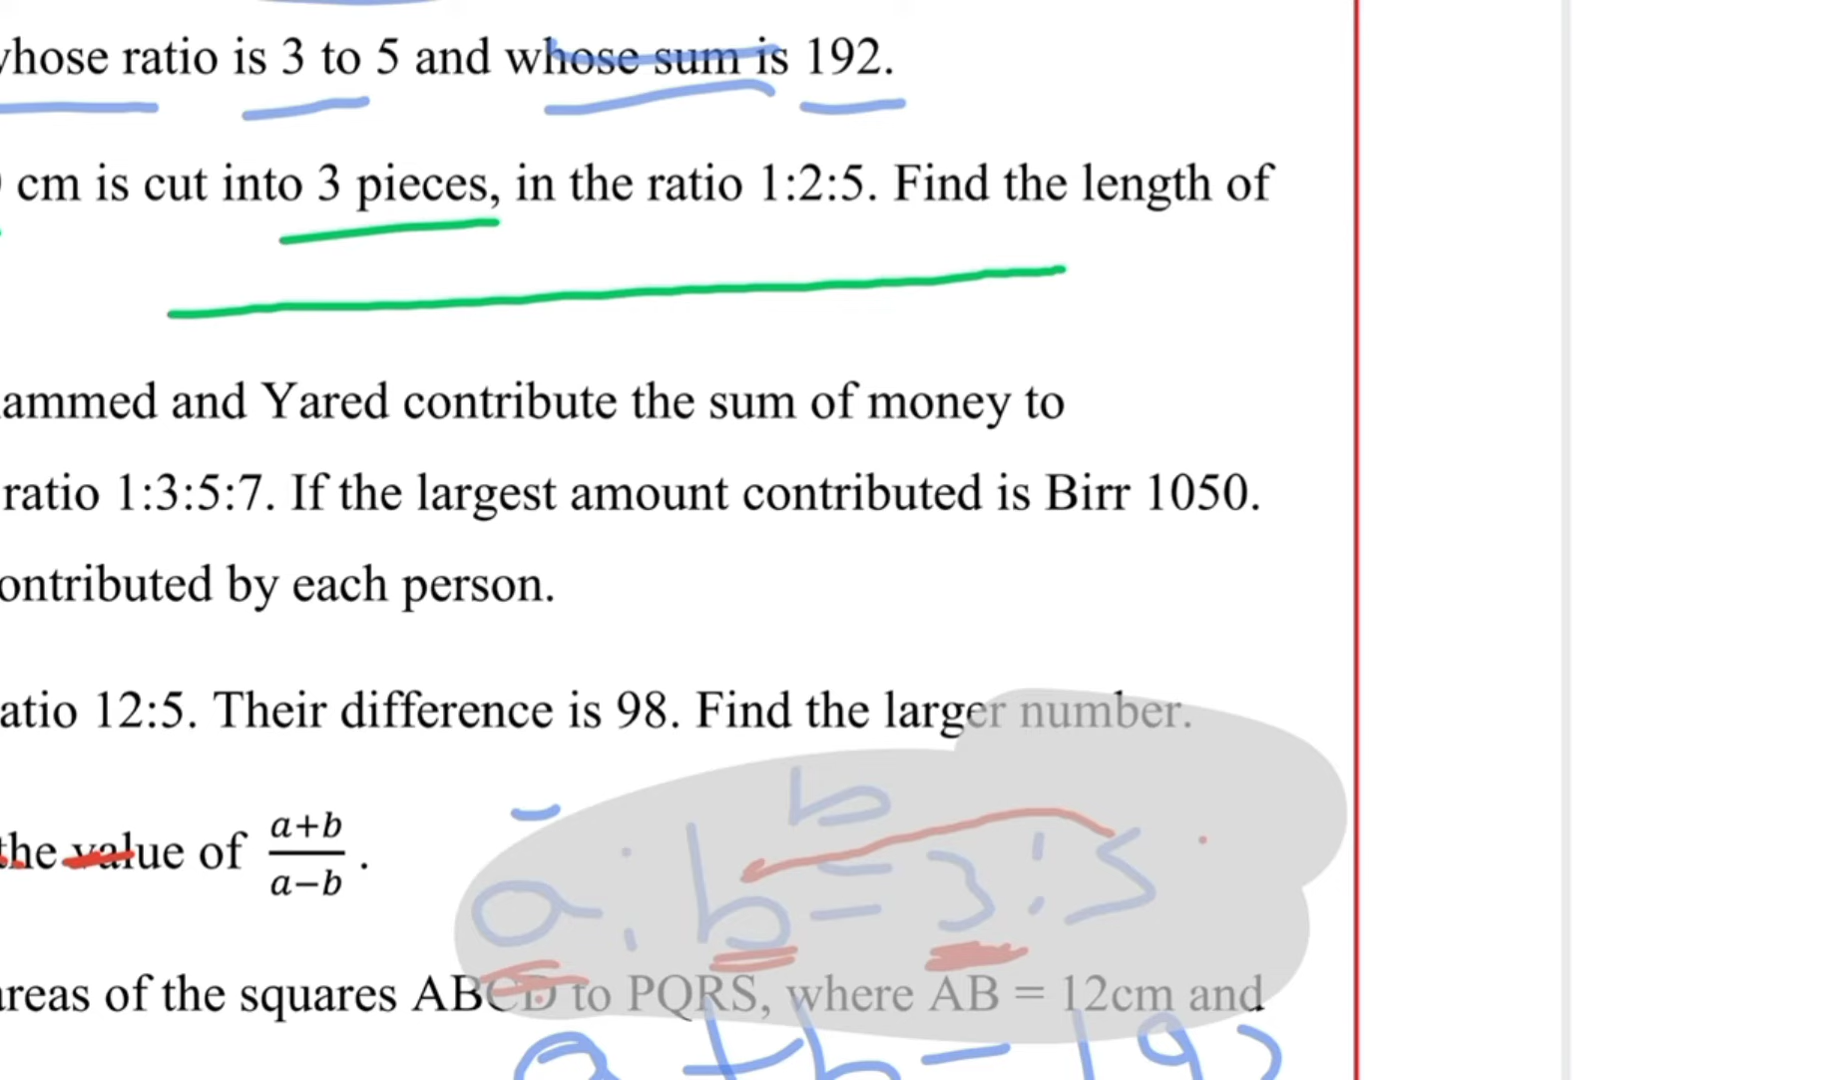 whose ratio is 3 to 5 and whose sum is 192.
cm is cut into 3 pieces, in the ratio 1:2:5. Find the length of
ammed and Yared contribute the sum of money to
ratio 1:3:5:7. If the largest amount contributed is Birr 1050.
ontributed by each person.
atio 12:5. Their difference is 98. Find the larger number.
b
the value of a+b/a−b .
a:b=3:5
areas of the squares ABCD to PQRS, where AB = 12cm and
a+b=192